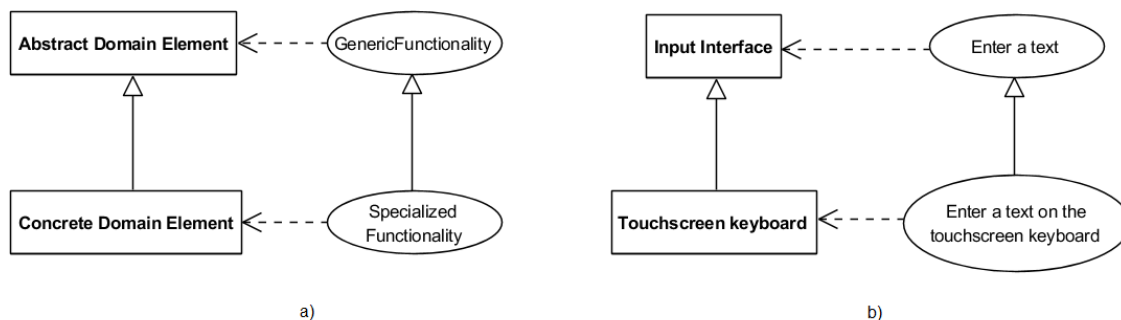 Abstract Domain Element
GenericFunctionality
Concrete Domain Element
Specialized
Functionality
a)
Input Interface
Enter a text
Touchscreen keyboard
Enter a text on the
touchscreen keyboard
b)